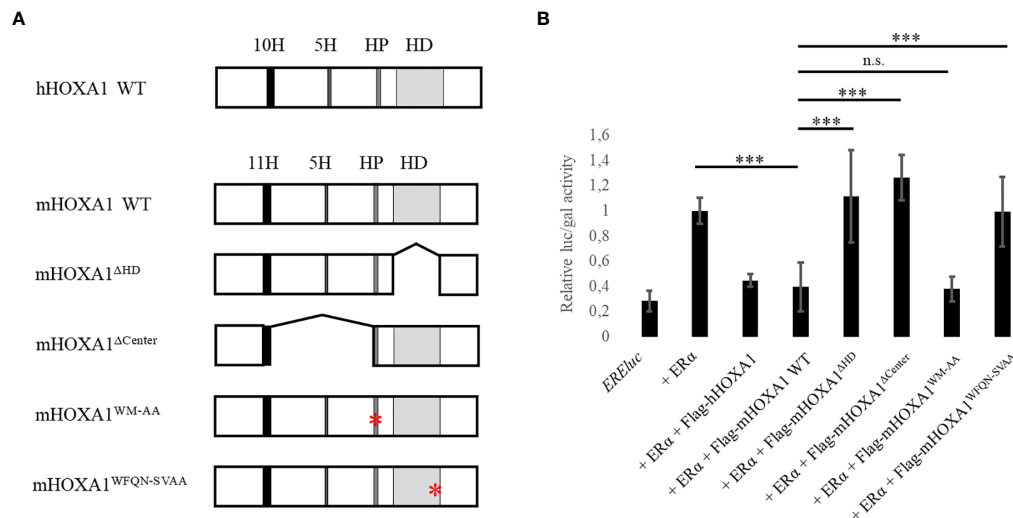 A
10H 5H HP HD
hHOXA1 WT
11H 5H HP HD
mHOXA1 WT
mHOXA1ΔHD
mHOXA1ΔCenter
mHOXA1WM-AA
*
mHOXA1WFQN-SVAA
*
B
***
n.s.
***
***
***
Relative luc/gal activity
1,6
1,4
1,2
1
0,8
0,6
0,4
0,2
0
EREluc
+ ERα
+ ERα + Flag-hHOXA1
+ ERα + Flag-mHOXA1 WT
+ ERα + Flag-mHOXA1ΔHD
+ ERα + Flag-mHOXA1ΔCenter
+ ERα + Flag-mHOXA1WM-AA
+ ERα + Flag-mHOXA1WFQN-SVAA